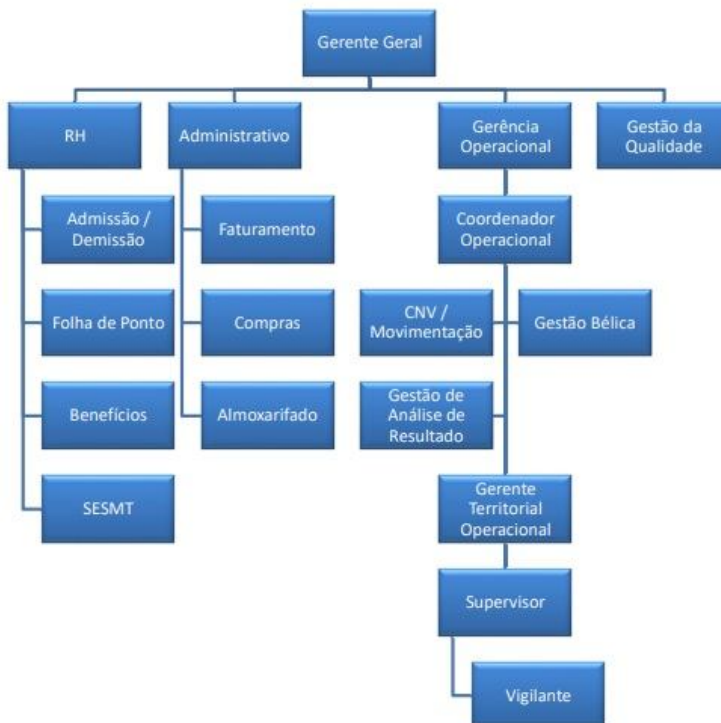 Gerente Geral
RH
Administrativo
Gerência
Operacional
Gestão da
Qualidade
Admissão /
Demissão
Faturamento
Coordenador
Operacional
Folha de Ponto
Compras
CNV /
Movimentação
Gestão Bélica
Benefícios
Almoxarifado
Gestão de
Análise de
Resultado
SESMT
Gerente
Territorial
Operacional
Supervisor
Vigilante